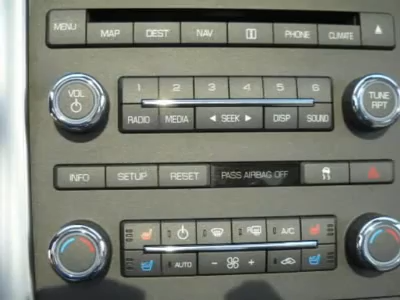 MENU MAP DEST NAV PHONE CLIMATE
1 2 3 4 5 6
VOL
TUNE
RPT
RADIO MEDIA SEEK DISP SOUND
INFO SETUP RESET PASS AIRBAG OFF
A/C
AUTO - +